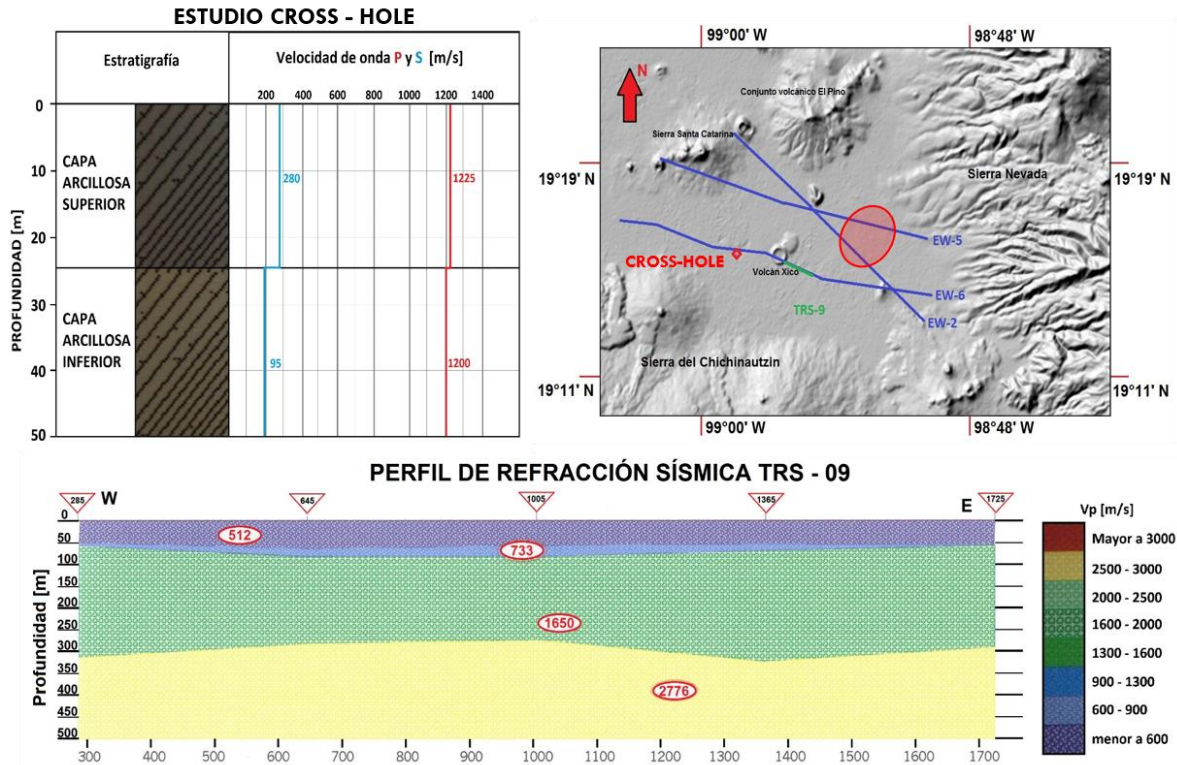 ESTUDIO CROSS - HOLE
Estratigrafía
Velocidad de onda P y S [m/s]
200 400 600 800 1000 1200 1400
PROFUNDIDAD [m]
0
10
20
30
40
50
CAPA
ARCILLOSA
SUPERIOR
280
1225
CAPA
ARCILLOSA
INFERIOR
95
1200
99°00' W
98°48' W
N
Conjunto volcánico El Pino
Sierra Santa Catarina
19°19' N
Sierra Nevada
19°19' N
EW-5
CROSS-HOLE
Volcán Xico
EW-6
TRS-9
EW-2
Sierra del Chichinautzin
19°11' N
19°11' N
99°00' W
98°48' W
PERFIL DE REFRACCIÓN SÍSMICA TRS - 09
285 W 645 1005 1365 E 1725
Profundidad [m]
0
50
100
150
200
250
300
350
400
450
500
512
733
1650
2776
300 400 500 600 700 800 900 1000 1100 1200 1300 1400 1500 1600 1700
Vp [m/s]
Mayor a 3000
2500 - 3000
2000 - 2500
1600 - 2000
1300 - 1600
900 - 1300
600 - 900
menor a 600